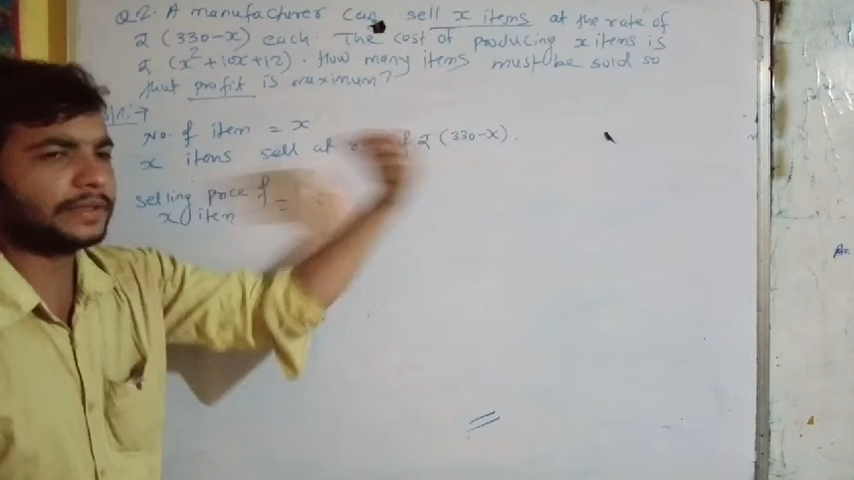 Q2. A manufacturer can sell x items at the rate of
₹ (330-x) each. The cost of producing x items is
₹ (x²+10x+12). How many items must be sold so
that profit is maximum?
Sol.→
No. of item = x
x items sell at of ₹ (330-x).
selling price of =
x item